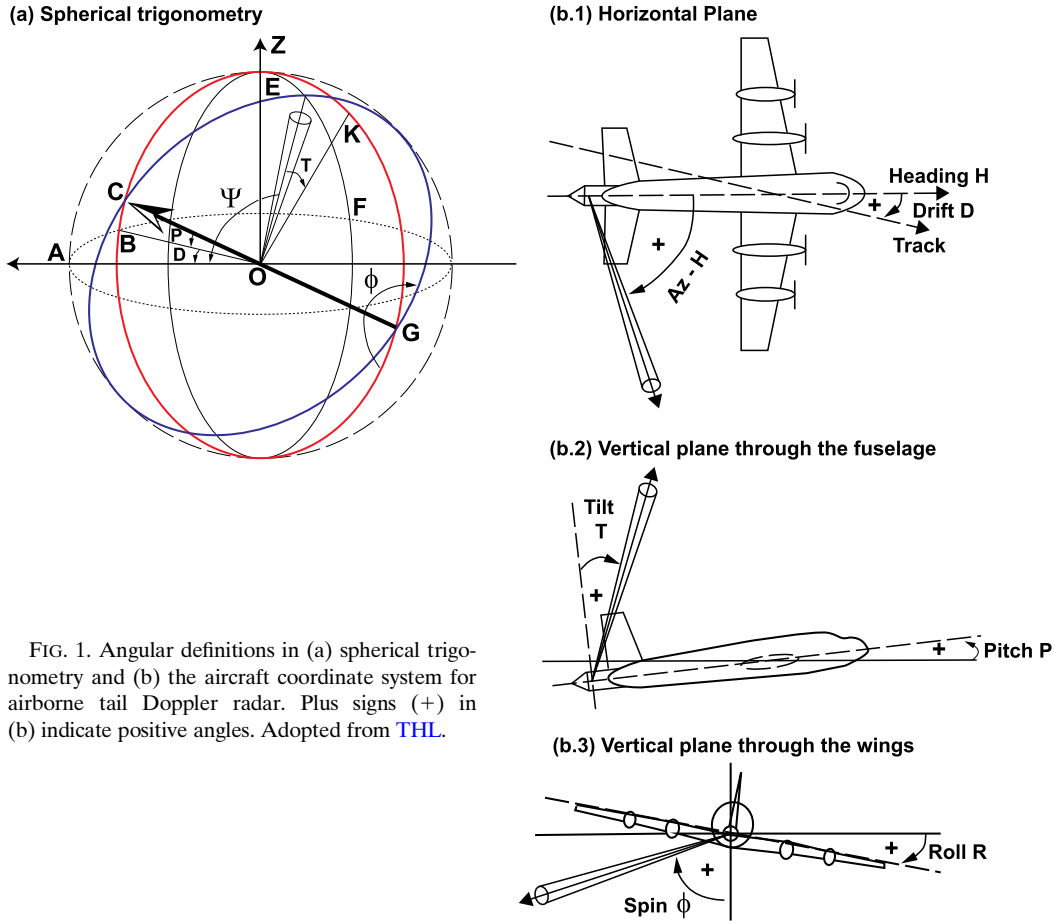 (a) Spherical trigonometry
Z
E
K
T
C
Ψ
F
A
B
P
D
O
ϕ
G
FIG. 1. Angular definitions in (a) spherical trigo-
nometry and (b) the aircraft coordinate system for
airborne tail Doppler radar. Plus signs (+) in
(b) indicate positive angles. Adopted from THL.
(b.1) Horizontal Plane
Heading H
+
Drift D
Track
+
Az - H
(b.2) Vertical plane through the fuselage
Tilt
T
+
+
Pitch P
(b.3) Vertical plane through the wings
+
Roll R
+
Spin ϕ